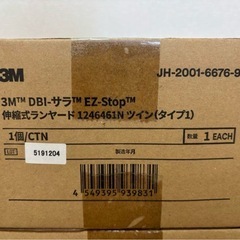 3M
JH-2001-6676-9
3M™ DBI-サラ™ EZ-Stop™
伸縮式ランヤード 1246461N ツイン(タイプ1)
1個/CTN
数量 1 EACH
LOT 5191204
製造年月
4 549395 939831